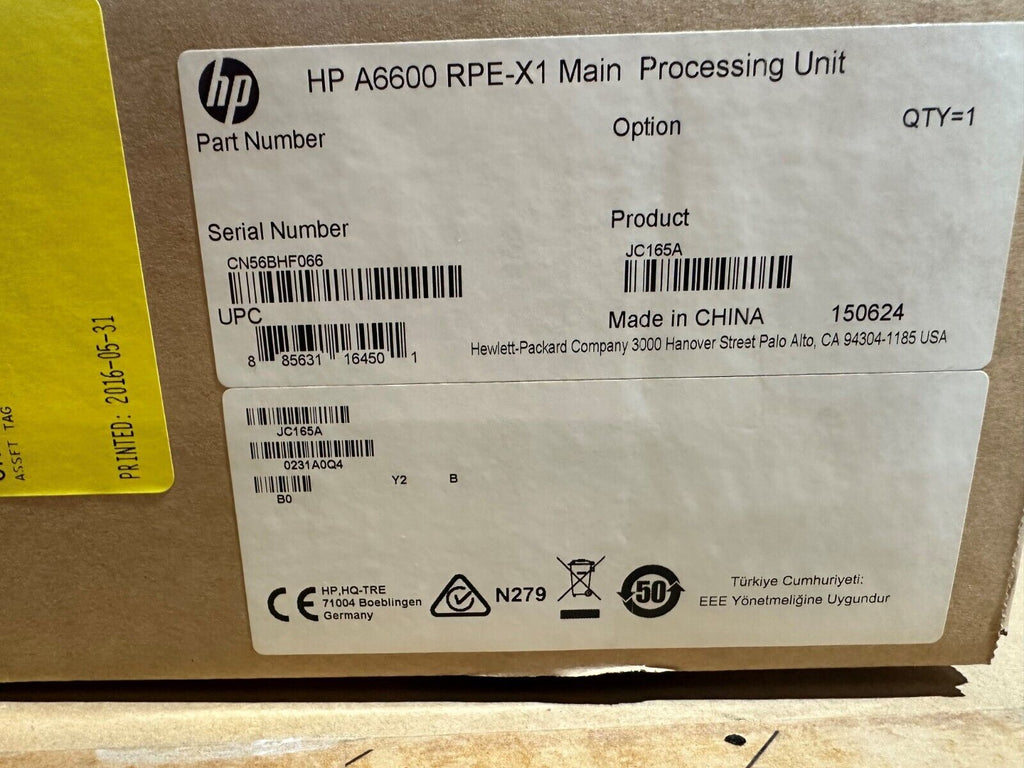 hp
HP A6600 RPE-X1 Main Processing Unit
Part Number
Option
QTY=1
Serial Number
CN56BHF066
Product
JC165A
UPC
8 85631 16450 1
Made in CHINA 150624
Hewlett-Packard Company 3000 Hanover Street Palo Alto, CA 94304-1185 USA
JC165A
0231A0Q4
B0
Y2
B
HP,HQ-TRE
71004 Boeblingen
Germany
CE
N279
50
Türkiye Cumhuriyeti:
EEE Yönetmeliğine Uygundur
ASSET TAG
PRINTED: 2016-05-31